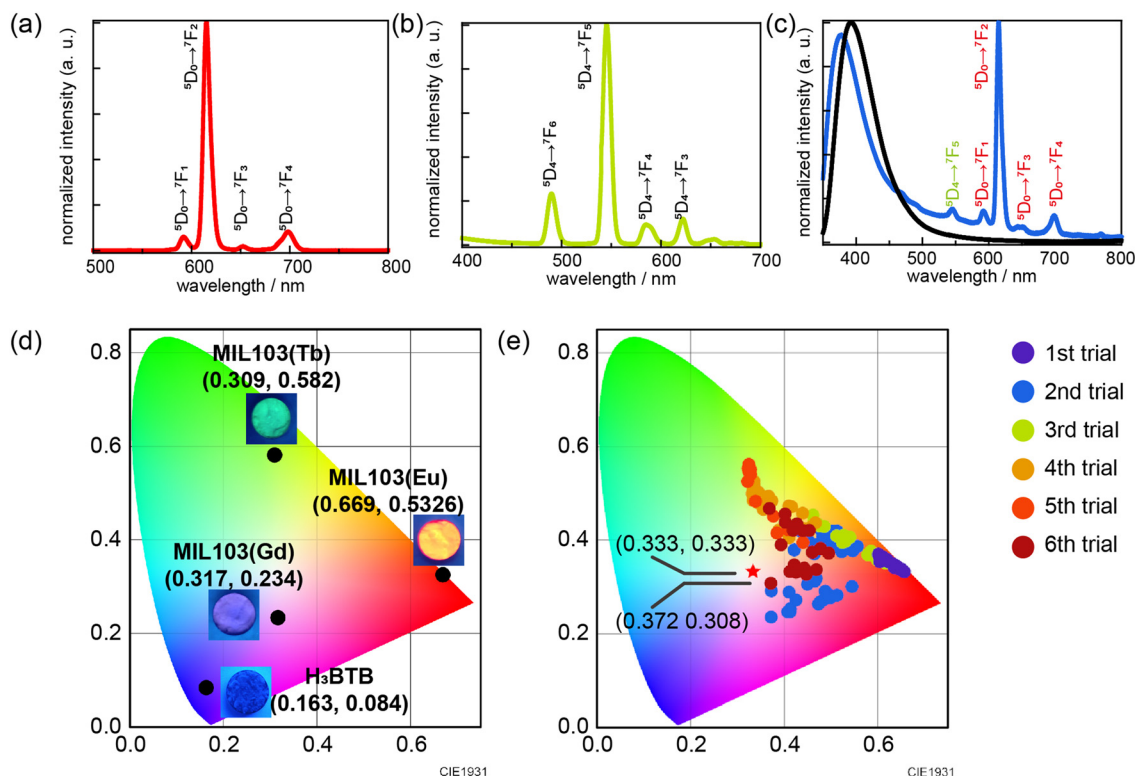 (a)
normalized intensity (a. u.)
⁵D₀→⁷F₁
⁵D₀→⁷F₂
⁵D₀→⁷F₃
⁵D₀→⁷F₄
500 600 700 800
wavelength / nm
(b)
normalized intensity (a. u.)
⁵D₄→⁷F₆
⁵D₄→⁷F₅
⁵D₄→⁷F₄
⁵D₄→⁷F₃
400 500 600 700
wavelength / nm
(c)
normalized intensity (a. u.)
⁵D₄→⁷F₅
⁵D₀→⁷F₁
⁵D₀→⁷F₂
⁵D₀→⁷F₃
⁵D₀→⁷F₄
400 500 600 700 800
wavelength / nm
(d)
0.8
0.6
0.4
0.2
0.0
0.0 0.2 0.4 0.6
MIL103(Tb)
(0.309, 0.582)
MIL103(Eu)
(0.669, 0.5326)
MIL103(Gd)
(0.317, 0.234)
H₃BTB
(0.163, 0.084)
CIE1931
(e)
0.8
0.6
0.4
0.2
0.0
0.0 0.2 0.4 0.6
(0.333, 0.333)
(0.372 0.308)
CIE1931
1st trial
2nd trial
3rd trial
4th trial
5th trial
6th trial